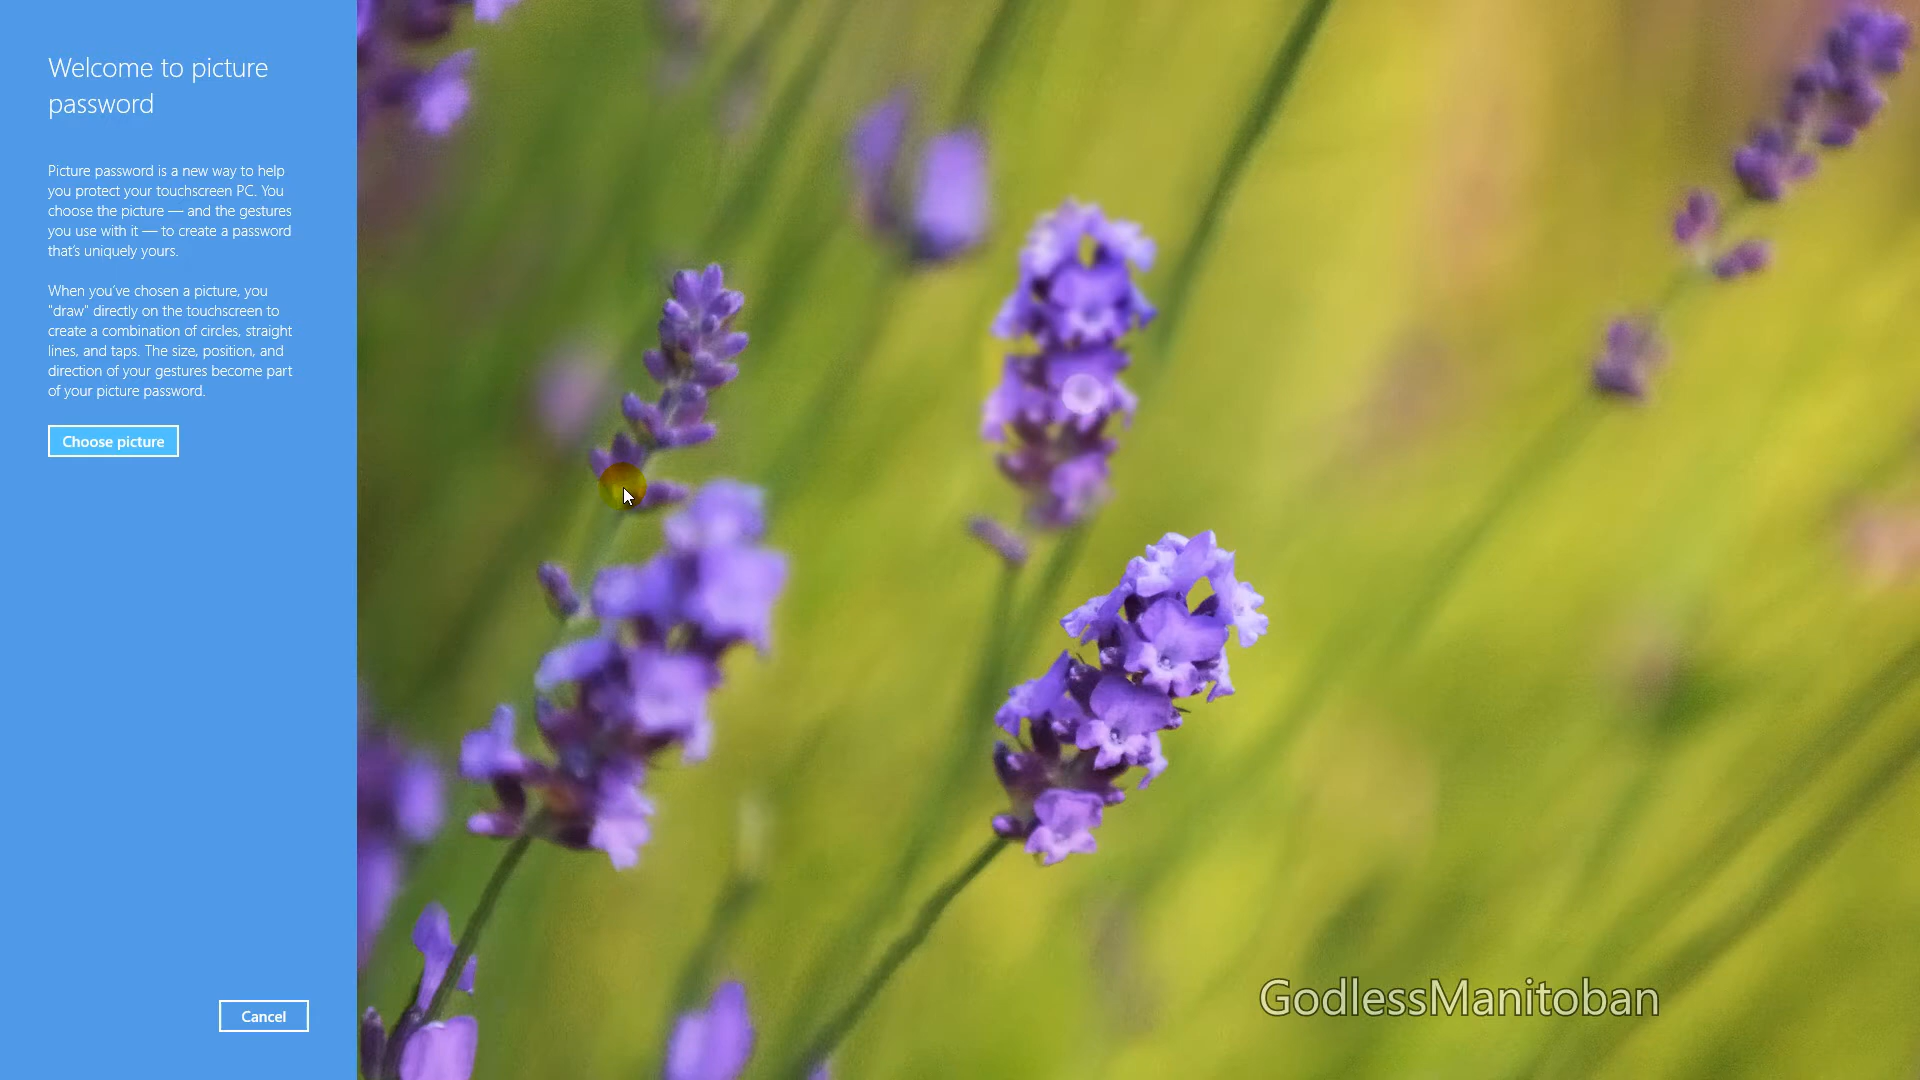 Welcome to picture
password
Picture password is a new way to help
you protect your touchscreen PC. You
choose the picture — and the gestures
you use with it — to create a password
that's uniquely yours.
When you've chosen a picture, you
"draw" directly on the touchscreen to
create a combination of circles, straight
lines, and taps. The size, position, and
direction of your gestures become part
of your picture password.
Choose picture
Cancel
GodlessManitoban